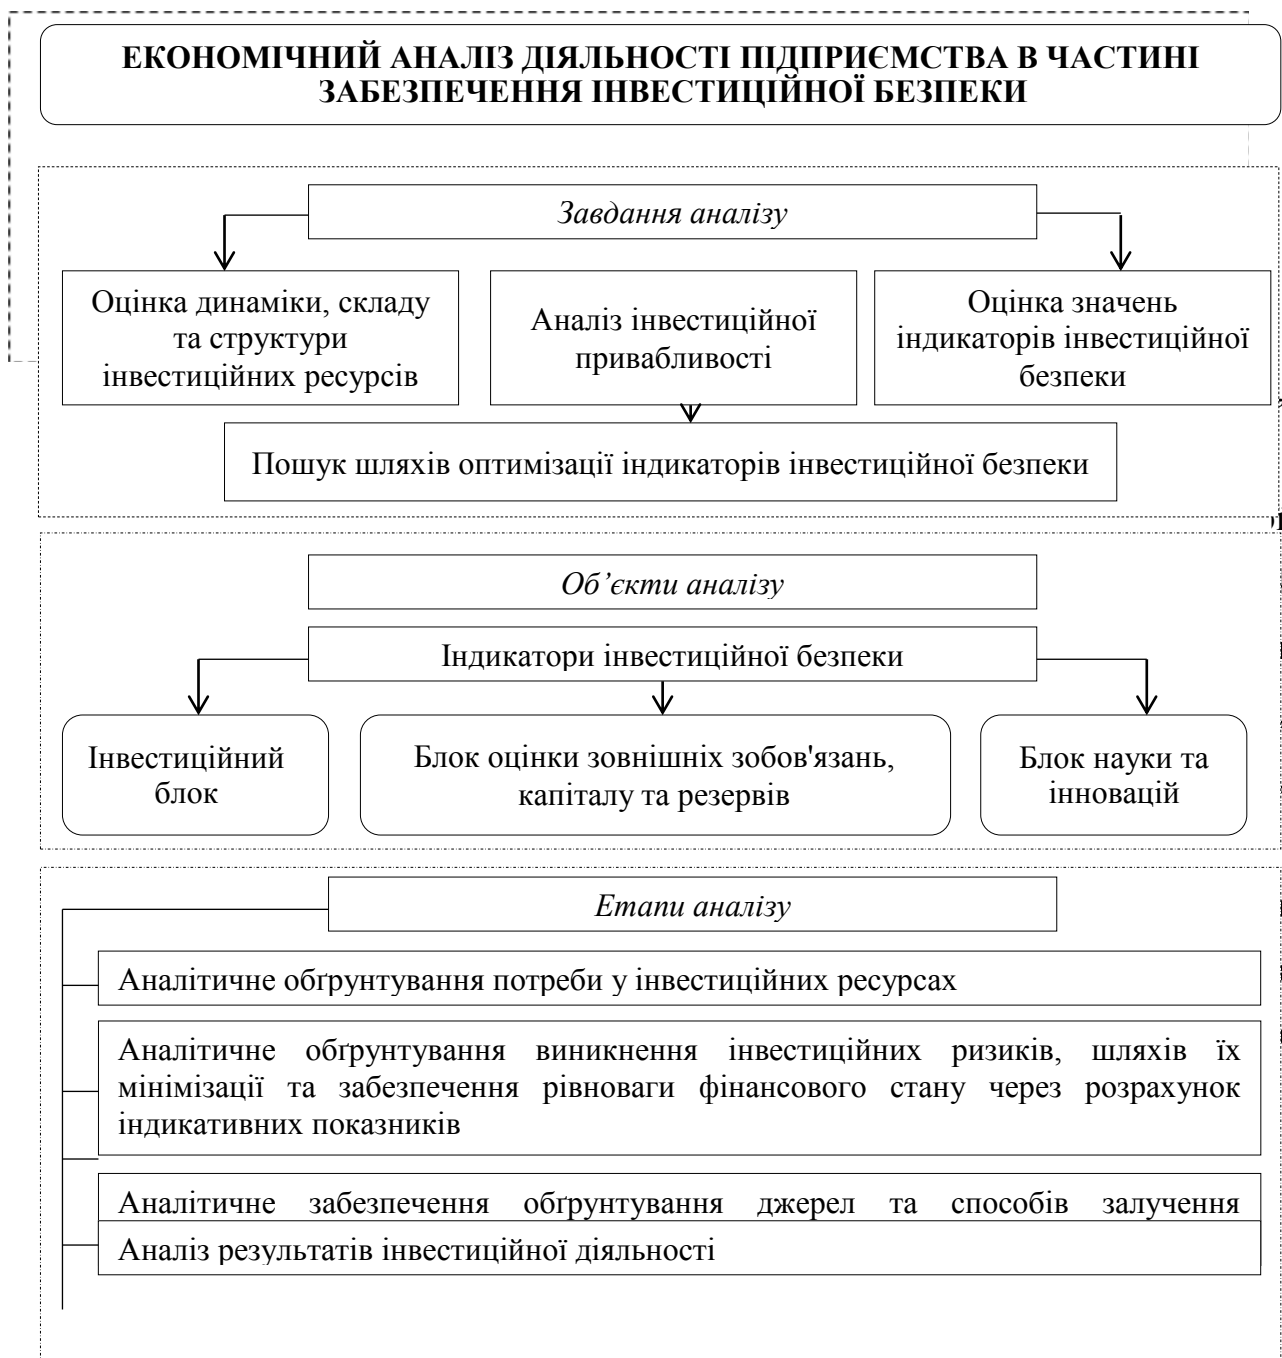 ЕКОНОМІЧНИЙ АНАЛІЗ ДІЯЛЬНОСТІ ПІДПРИЄМСТВА В ЧАСТИНІ
ЗАБЕЗПЕЧЕННЯ ІНВЕСТИЦІЙНОЇ БЕЗПЕКИ
Завдання аналізу
Оцінка динаміки, складу
та структури
інвестиційних ресурсів
Аналіз інвестиційної
привабливості
Оцінка значень
індикаторів інвестиційної
безпеки
Пошук шляхів оптимізації індикаторів інвестиційної безпеки
Об’єкти аналізу
Індикатори інвестиційної безпеки
Інвестиційний
блок
Блок оцінки зовнішніх зобов'язань,
капіталу та резервів
Блок науки та
інновацій
Етапи аналізу
Аналітичне обґрунтування потреби у інвестиційних ресурсах
Аналітичне обґрунтування виникнення інвестиційних ризиків, шляхів їх
мінімізації та забезпечення рівноваги фінансового стану через розрахунок
індикативних показників
Аналітичне забезпечення обґрунтування джерел та способів залучення
Аналіз результатів інвестиційної діяльності